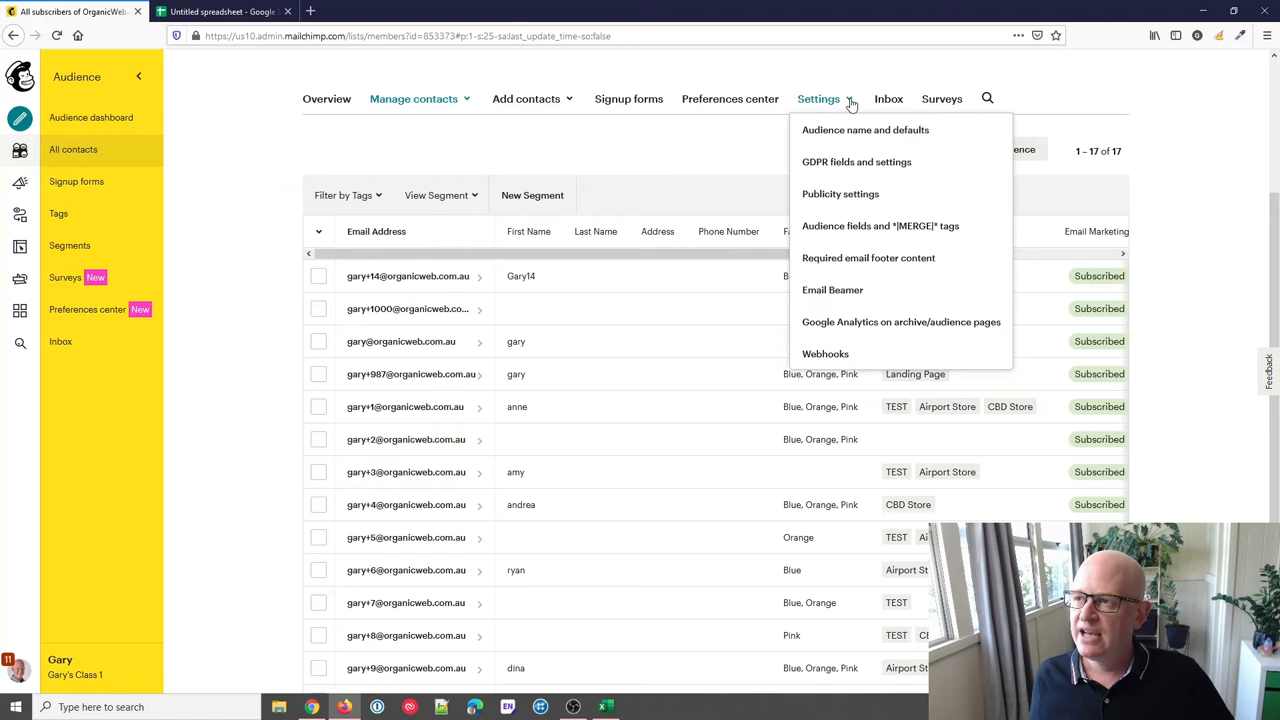 All subscribers of OrganicWeb.
Untitled spreadsheet - Google
https://us10.admin.mailchimp.com/lists/members?id=853373#p:1-s:25-sa:last_update_time-so:false
Audience
Audience dashboard
All contacts
Signup forms
Tags
Segments
Surveys New
Preferences center New
Inbox
11
Gary
Gary's Class 1
Overview
Manage contacts
Add contacts
Signup forms
Preferences center
Settings
Inbox
Surveys
Audience name and defaults
GDPR fields and settings
Publicity settings
Audience fields and *|MERGE|* tags
Required email footer content
Email Beamer
Google Analytics on archive/audience pages
Webhooks
ence
1 – 17 of 17
Filter by Tags
View Segment
New Segment
Email Address First Name Last Name Address Phone Number Email Marketing
gary+14@organicweb.com.au Gary14 Subscribed
gary+1000@organicweb.co... Subscribed
gary@organicweb.com.au gary Subscribed
gary+987@organicweb.com.au gary Blue, Orange, Pink Landing Page Subscribed
gary+1@organicweb.com.au anne Blue, Orange, Pink TEST Airport Store CBD Store Subscribed
gary+2@organicweb.com.au Blue, Orange, Pink Subscribed
gary+3@organicweb.com.au amy TEST Airport Store Subscribed
gary+4@organicweb.com.au andrea Blue, Orange, Pink CBD Store Subscribed
gary+5@organicweb.com.au Orange TEST Ai
gary+6@organicweb.com.au ryan Blue Airport St
gary+7@organicweb.com.au Blue, Orange TEST
gary+8@organicweb.com.au Pink TEST
gary+9@organicweb.com.au dina Blue, Orange, Pink Airport St
Feedback
Type here to search
EN